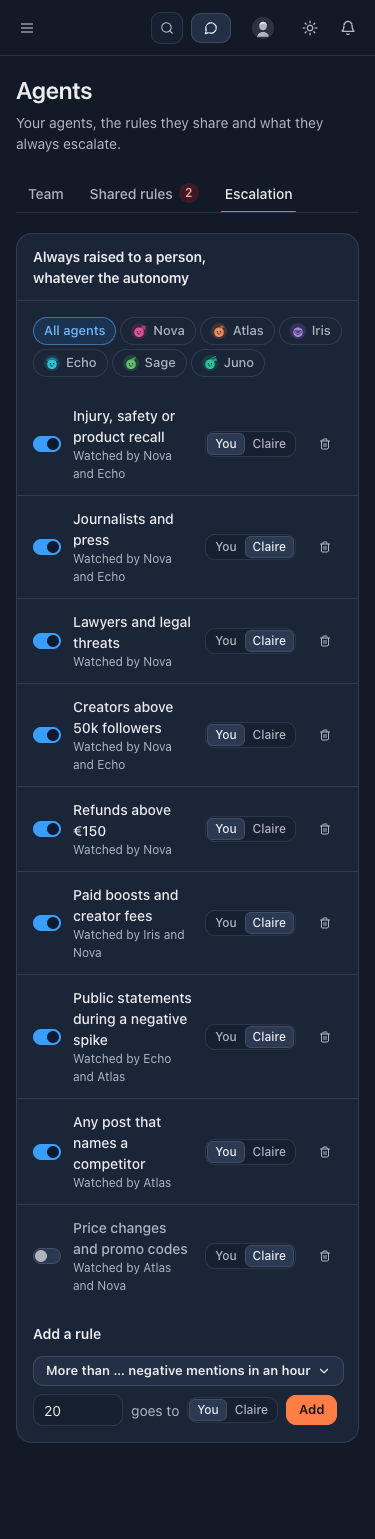 Agents
Your agents, the rules they share and what they
always escalate.
Team
Shared rules 2
Escalation
Always raised to a person,
whatever the autonomy
All agents
Nova
Atlas
Iris
Echo
Sage
Juno
Injury, safety or
product recall
Watched by Nova
and Echo
You Claire
Journalists and
press
Watched by Nova
and Echo
You Claire
Lawyers and legal
threats
Watched by Nova
You Claire
Creators above
50k followers
Watched by Nova
and Echo
You Claire
Refunds above
€150
Watched by Nova
You Claire
Paid boosts and
creator fees
Watched by Iris and
Nova
You Claire
Public statements
during a negative
spike
Watched by Echo
and Atlas
You Claire
Any post that
names a
competitor
Watched by Atlas
You Claire
Price changes
and promo codes
Watched by Atlas
and Nova
You Claire
Add a rule
More than ... negative mentions in an hour
20 goes to You Claire Add